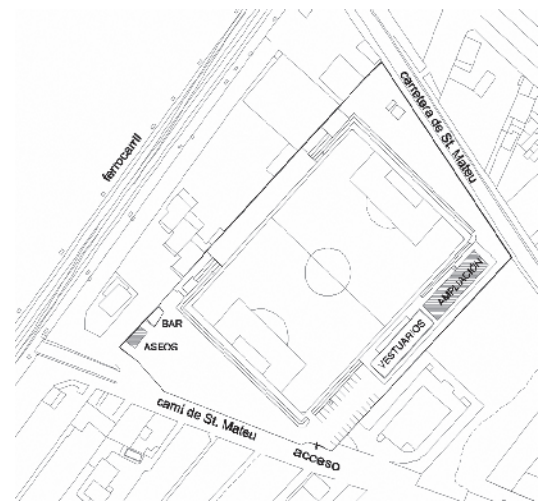 carretera de St. Mateu
ferrocarril
AMPLIACIÓN
BAR
VESTUARIOS
ASEOS
camí de St. Mateu
acceso